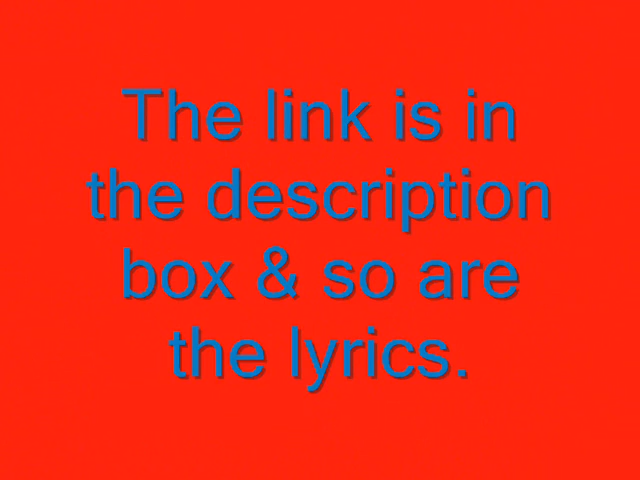 The link is in
the description
box & so are
the lyrics.